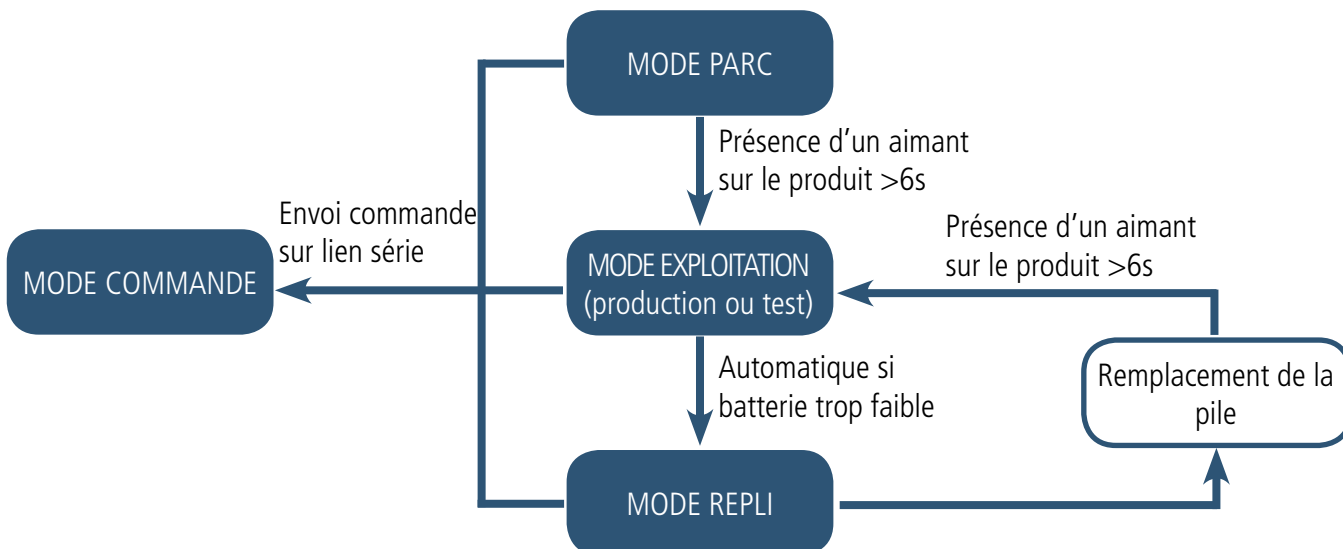 MODE PARC
Présence d’un aimant
sur le produit >6s
Envoi commande
sur lien série
Présence d’un aimant
sur le produit >6s
MODE COMMANDE
MODE EXPLOITATION
(production ou test)
Automatique si
batterie trop faible
Remplacement de la
pile
MODE REPLI